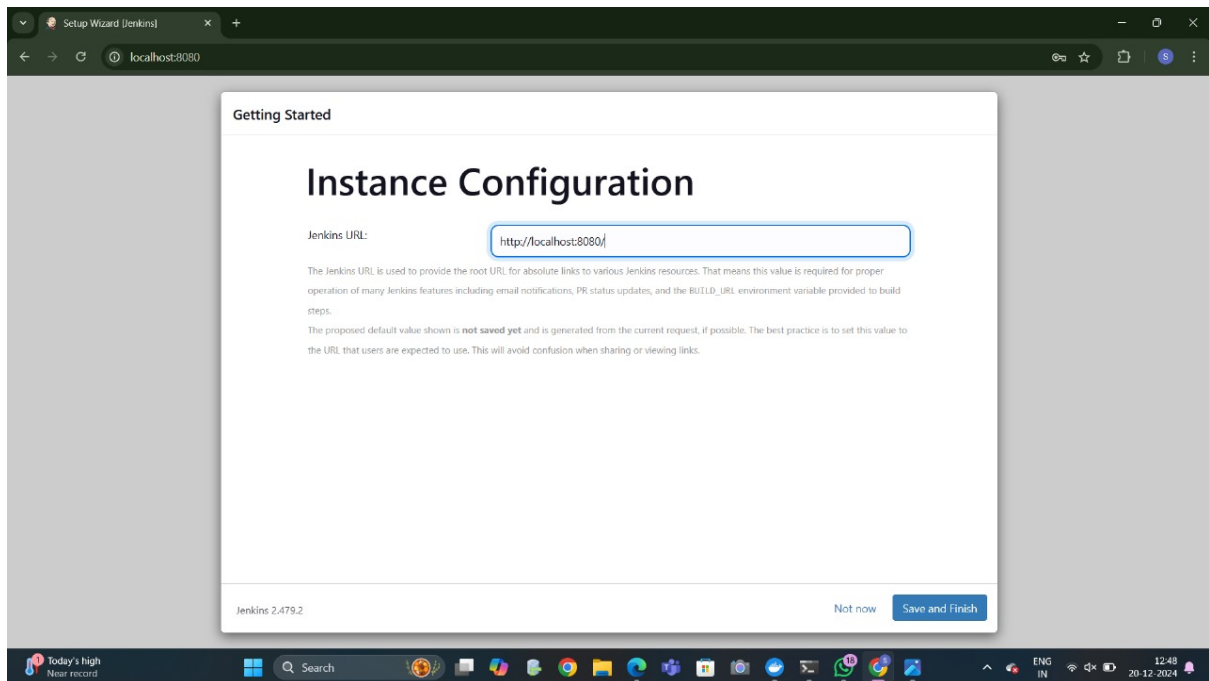 Setup Wizard [Jenkins]
localhost:8080
S
Getting Started
Instance Configuration
Jenkins URL:
http://localhost:8080/
The Jenkins URL is used to provide the root URL for absolute links to various Jenkins resources. That means this value is required for proper
operation of many Jenkins features including email notifications, PR status updates, and the BUILD_URL environment variable provided to build
steps.
The proposed default value shown is not saved yet and is generated from the current request, if possible. The best practice is to set this value to
the URL that users are expected to use. This will avoid confusion when sharing or viewing links.
Jenkins 2.479.2
Not now
Save and Finish
1
Today's high
Near record
Search
18
ENG
IN
12:48
20-12-2024